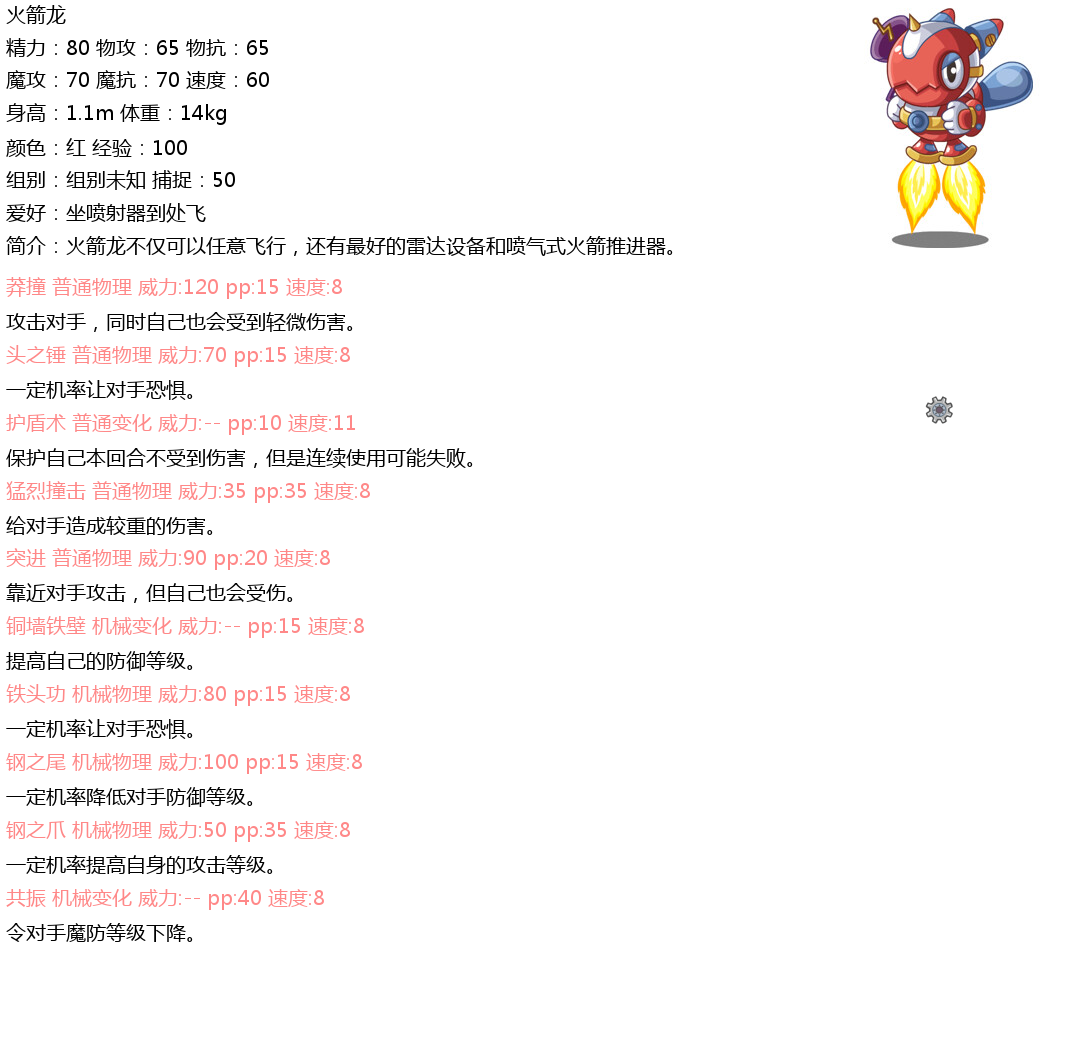 火箭龙
精力：80 物攻：65 物抗：65
魔攻：70 魔抗：70 速度：60
身高：1.1m 体重：14kg
颜色：红 经验：100
组别：组别未知 捕捉：50
爱好：坐喷射器到处飞
简介：火箭龙不仅可以任意飞行，还有最好的雷达设备和喷气式火箭推进器。
莽撞 普通物理 威力:120 pp:15 速度:8
攻击对手，同时自己也会受到轻微伤害。
头之锤 普通物理 威力:70 pp:15 速度:8
一定机率让对手恐惧。
护盾术 普通变化 威力:-- pp:10 速度:11
保护自己本回合不受到伤害，但是连续使用可能失败。
猛烈撞击 普通物理 威力:35 pp:35 速度:8
给对手造成较重的伤害。
突进 普通物理 威力:90 pp:20 速度:8
靠近对手攻击，但自己也会受伤。
铜墙铁壁 机械变化 威力:-- pp:15 速度:8
提高自己的防御等级。
铁头功 机械物理 威力:80 pp:15 速度:8
一定机率让对手恐惧。
钢之尾 机械物理 威力:100 pp:15 速度:8
一定机率降低对手防御等级。
钢之爪 机械物理 威力:50 pp:35 速度:8
一定机率提高自身的攻击等级。
共振 机械变化 威力:-- pp:40 速度:8
令对手魔防等级下降。